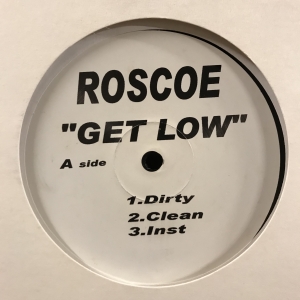 ROSCOE
"GET LOW"
A side
1.Dirty
2.Clean
3.Inst